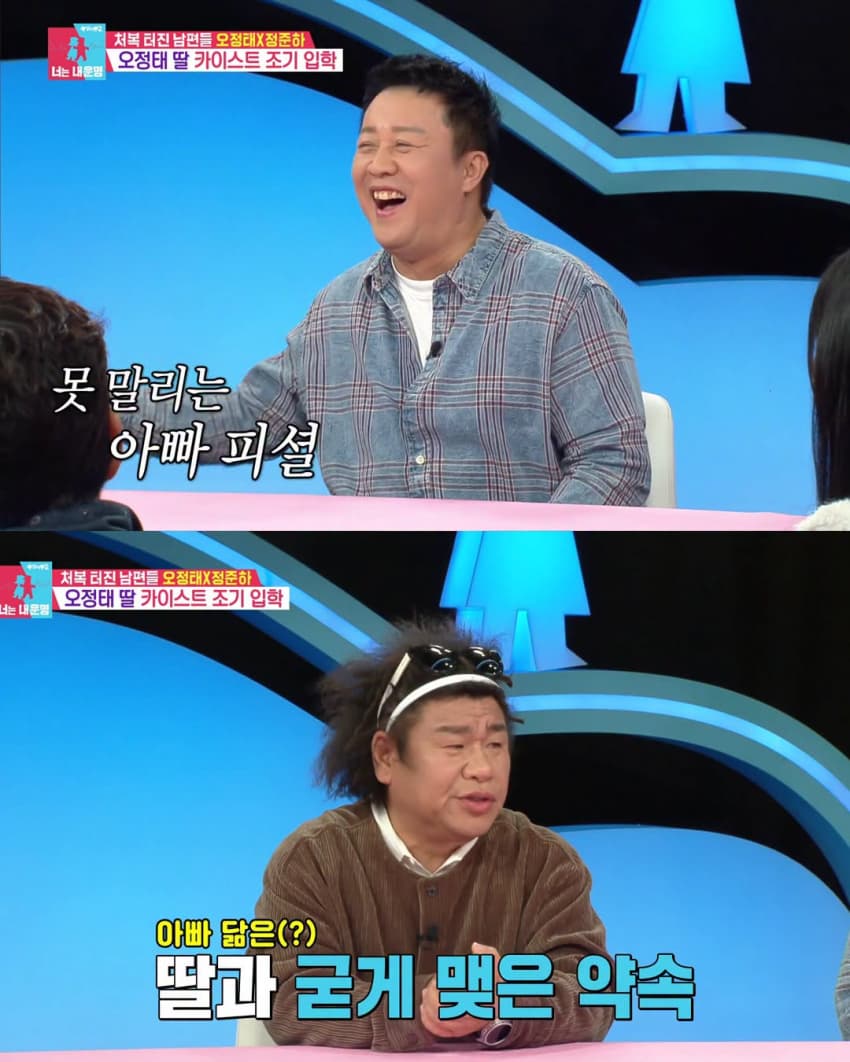 너는 내운명
처복 터진 남편들 오정태X정준하
오정태 딸 카이스트 조기 입학
못 말리는
아빠 피셜
너는 내운명
처복 터진 남편들 오정태X정준하
오정태 딸 카이스트 조기 입학
아빠 닮은(?)
딸과 굳게 맺은 약속